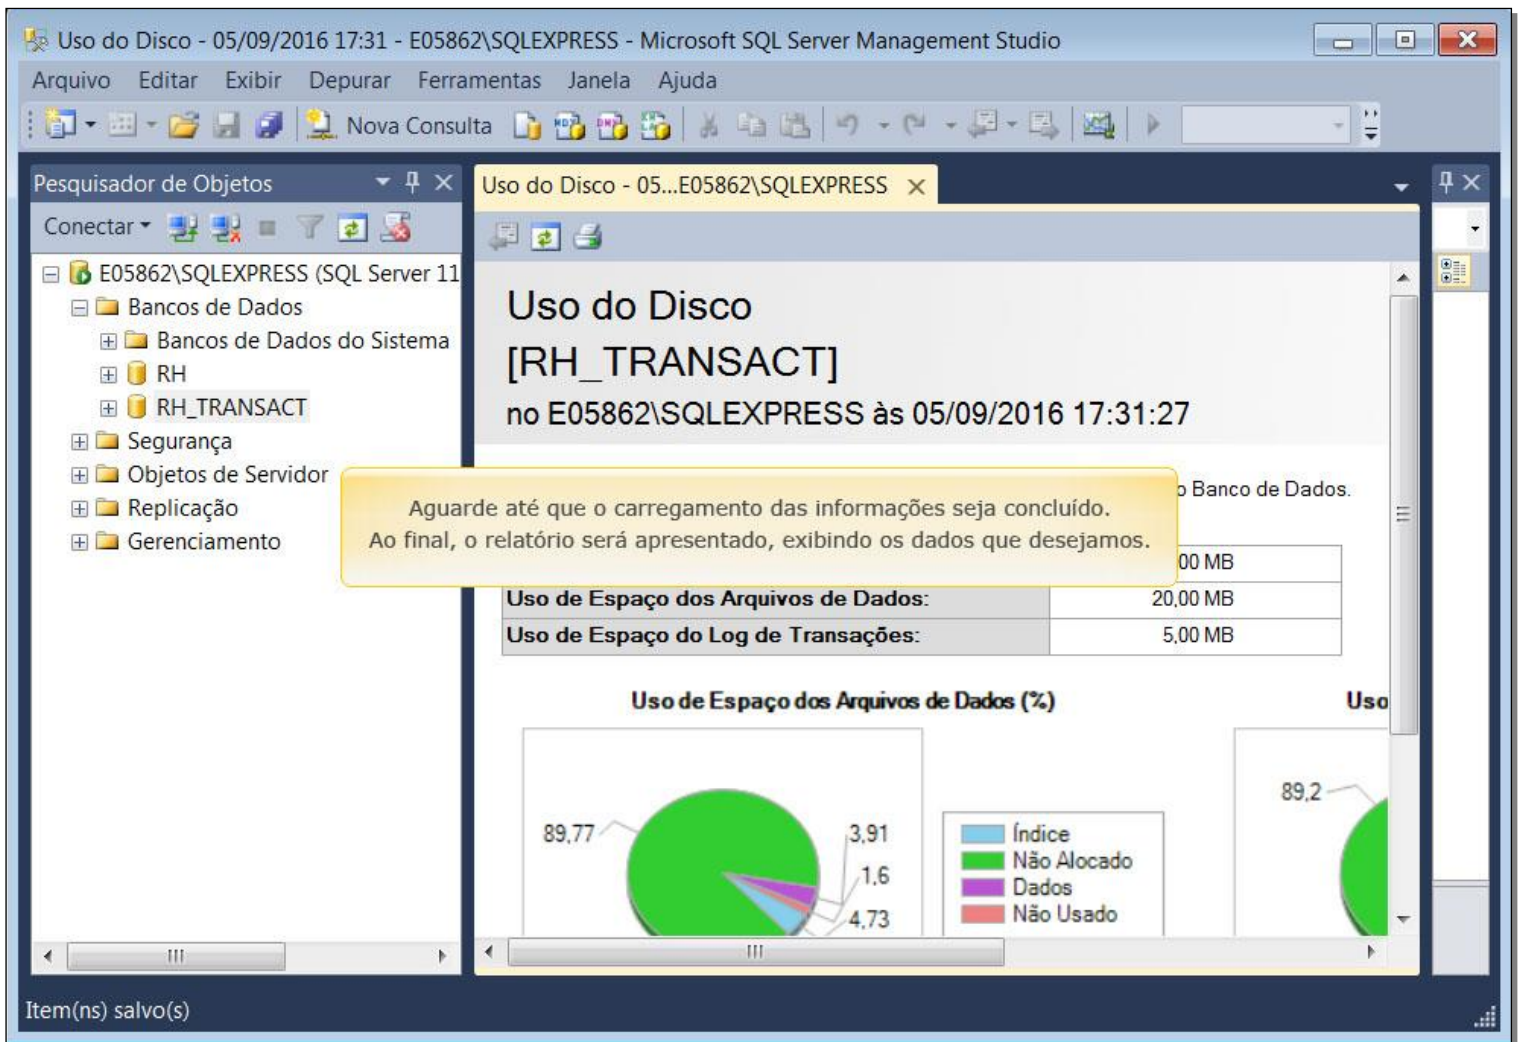 Uso do Disco - 05/09/2016 17:31 - E05862\SQLEXPRESS - Microsoft SQL Server Management Studio
Arquivo Editar Exibir Depurar Ferramentas Janela Ajuda
Nova Consulta
Pesquisador de Objetos
Conectar
E05862\SQLEXPRESS (SQL Server 11
Bancos de Dados
Bancos de Dados do Sistema
RH
RH_TRANSACT
Segurança
Objetos de Servidor
Replicação
Gerenciamento
Uso do Disco - 05...E05862\SQLEXPRESS
Uso do Disco
[RH_TRANSACT]
no E05862\SQLEXPRESS às 05/09/2016 17:31:27
o Banco de Dados.
Aguarde até que o carregamento das informações seja concluído.
Ao final, o relatório será apresentado, exibindo os dados que desejamos.
00 MB
Uso de Espaço dos Arquivos de Dados: 20,00 MB
Uso de Espaço do Log de Transações: 5,00 MB
Uso de Espaço dos Arquivos de Dados (%)
Uso
89,77
3,91
1,6
4,73
Índice
Não Alocado
Dados
Não Usado
89,2
Item(ns) salvo(s)